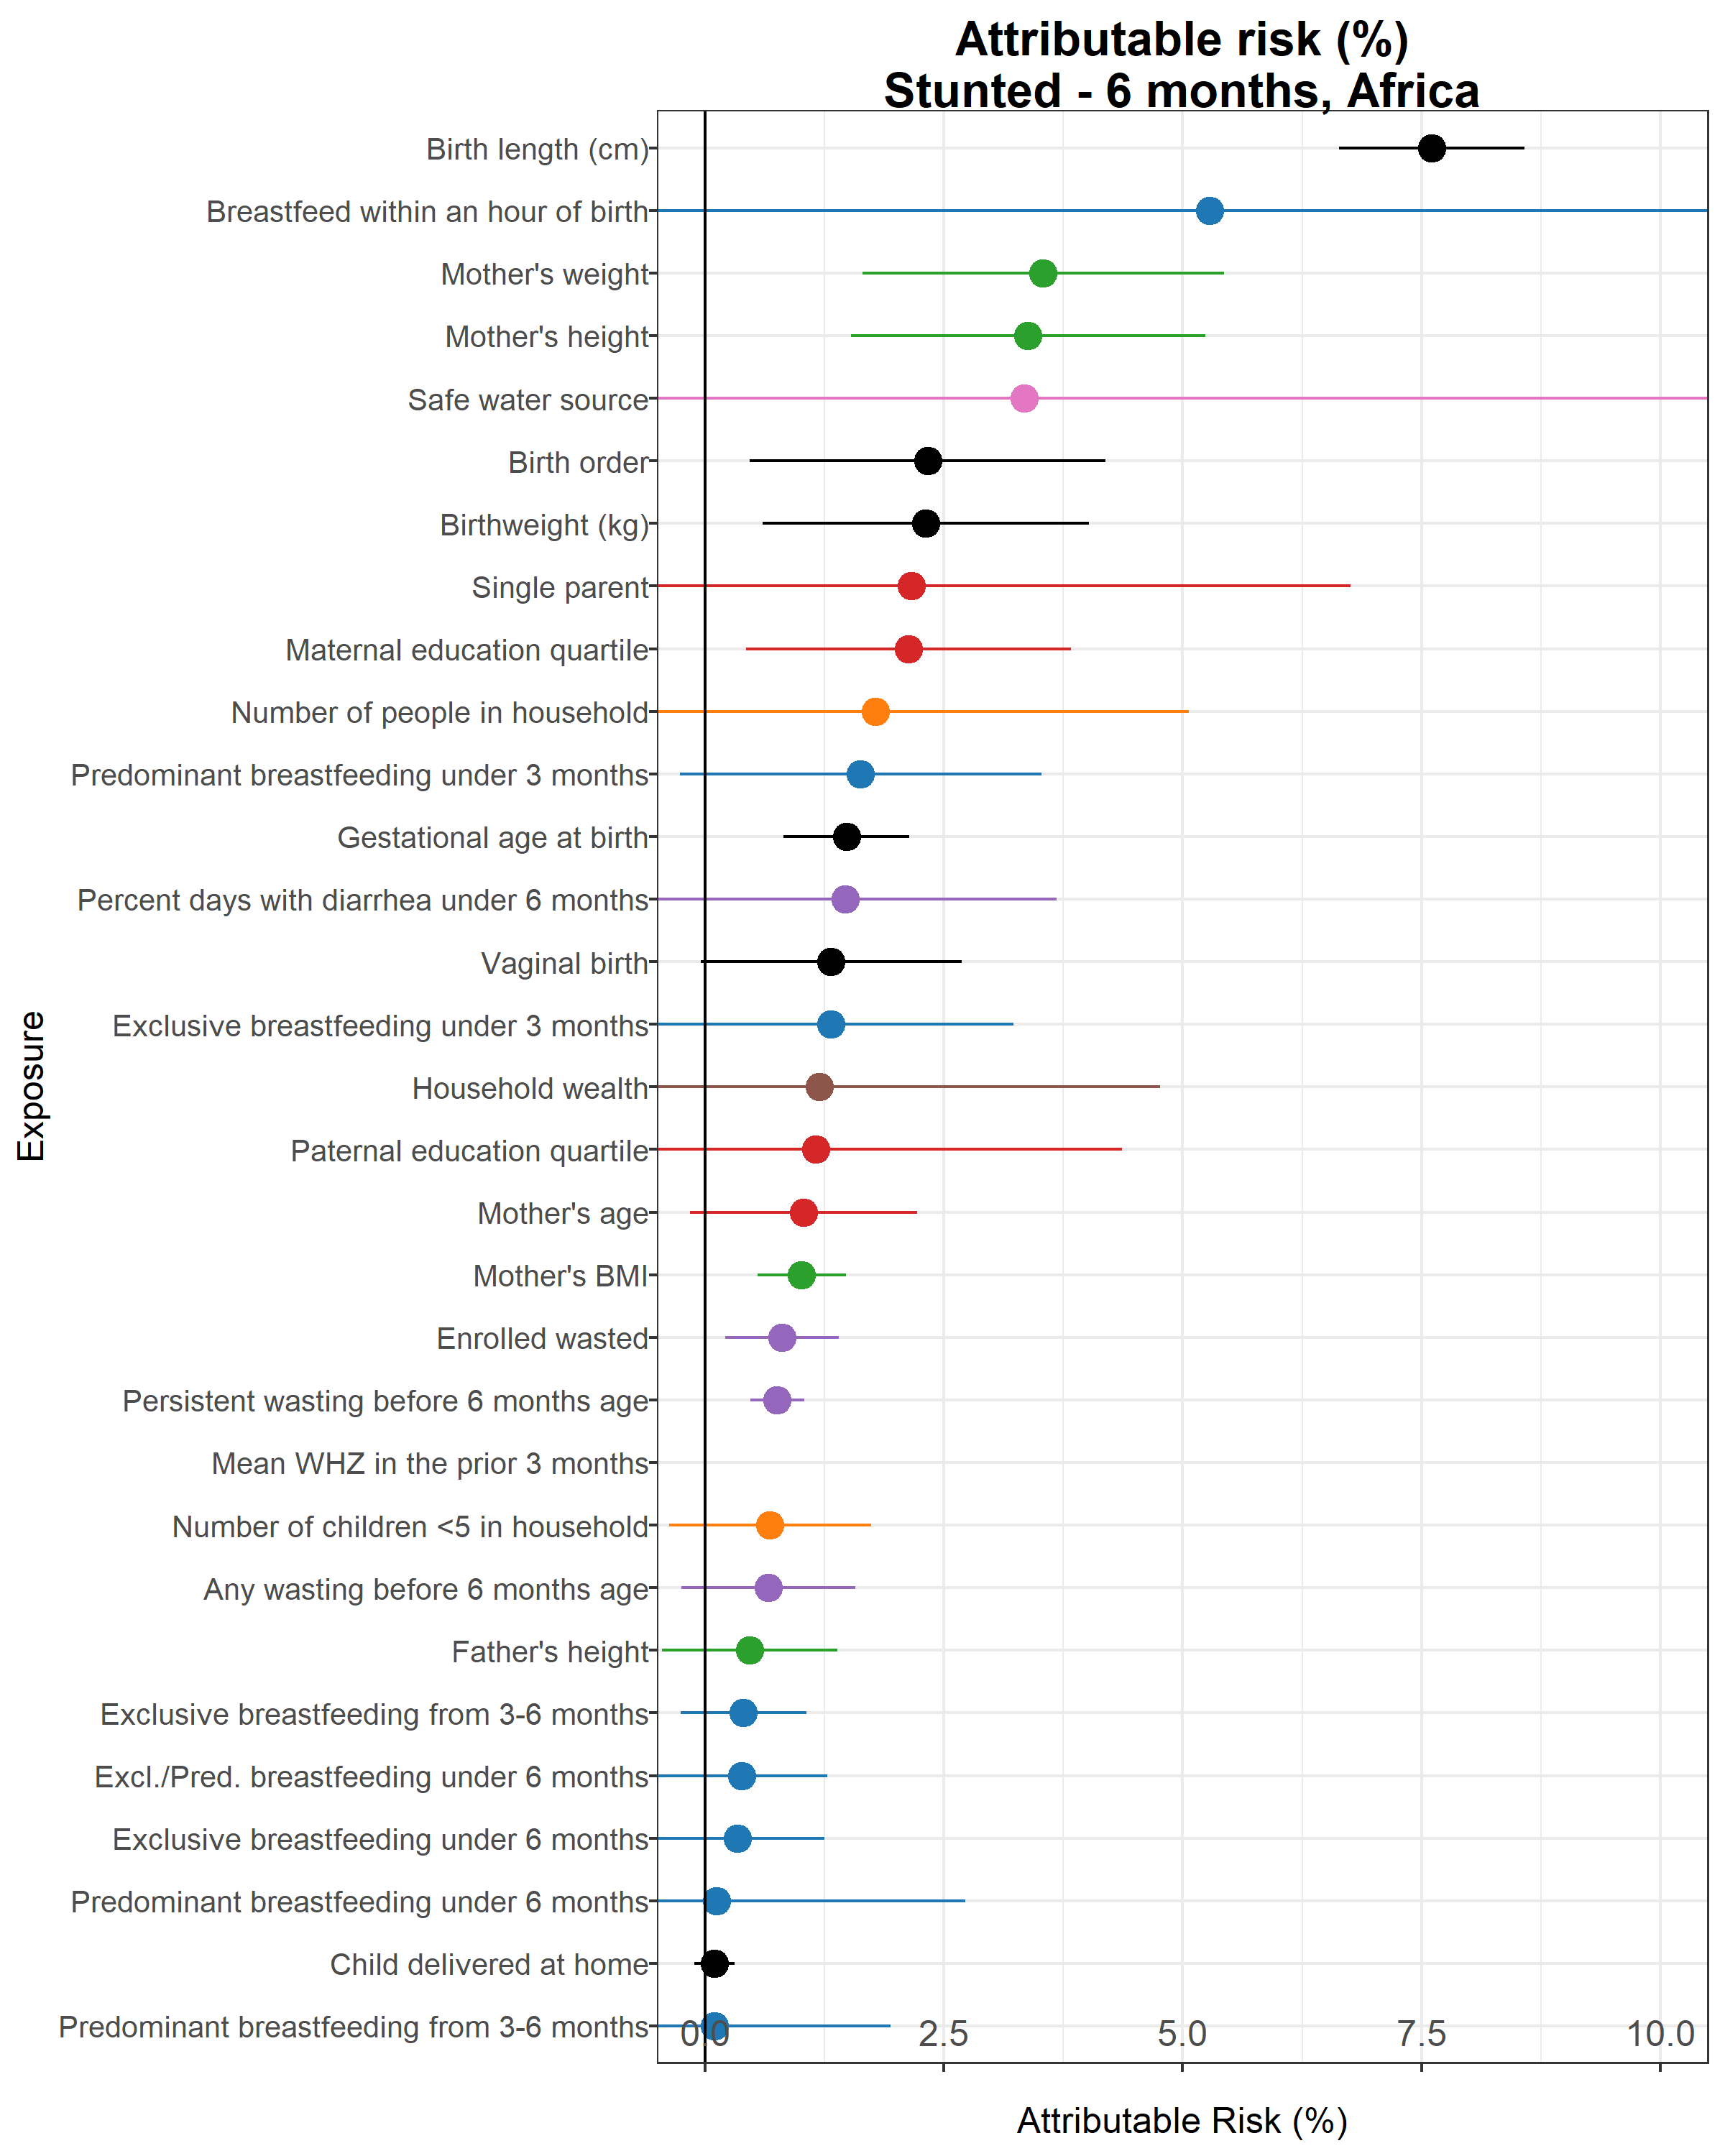 Attributable risk (%)
Stunted - 6 months, Africa
Birth length (cm)
Breastfeed within an hour of birth
Mother's weight
Mother's height
Safe water source
Birth order
Birthweight (kg)
Single parent
Maternal education quartile
Number of people in household
Predominant breastfeeding under 3 months
Gestational age at birth
Percent days with diarrhea under 6 months
Vaginal birth
Exclusive breastfeeding under 3 months
Household wealth
Paternal education quartile
Mother's age
Mother's BMI
Enrolled wasted
Persistent wasting before 6 months age
Mean WHZ in the prior 3 months
Number of children <5 in household
Any wasting before 6 months age
Father's height
Exclusive breastfeeding from 3-6 months
Excl./Pred. breastfeeding under 6 months
Exclusive breastfeeding under 6 months
Predominant breastfeeding under 6 months
Child delivered at home
Predominant breastfeeding from 3-6 months
Exposure
0.0 2.5 5.0 7.5 10.0
Attributable Risk (%)